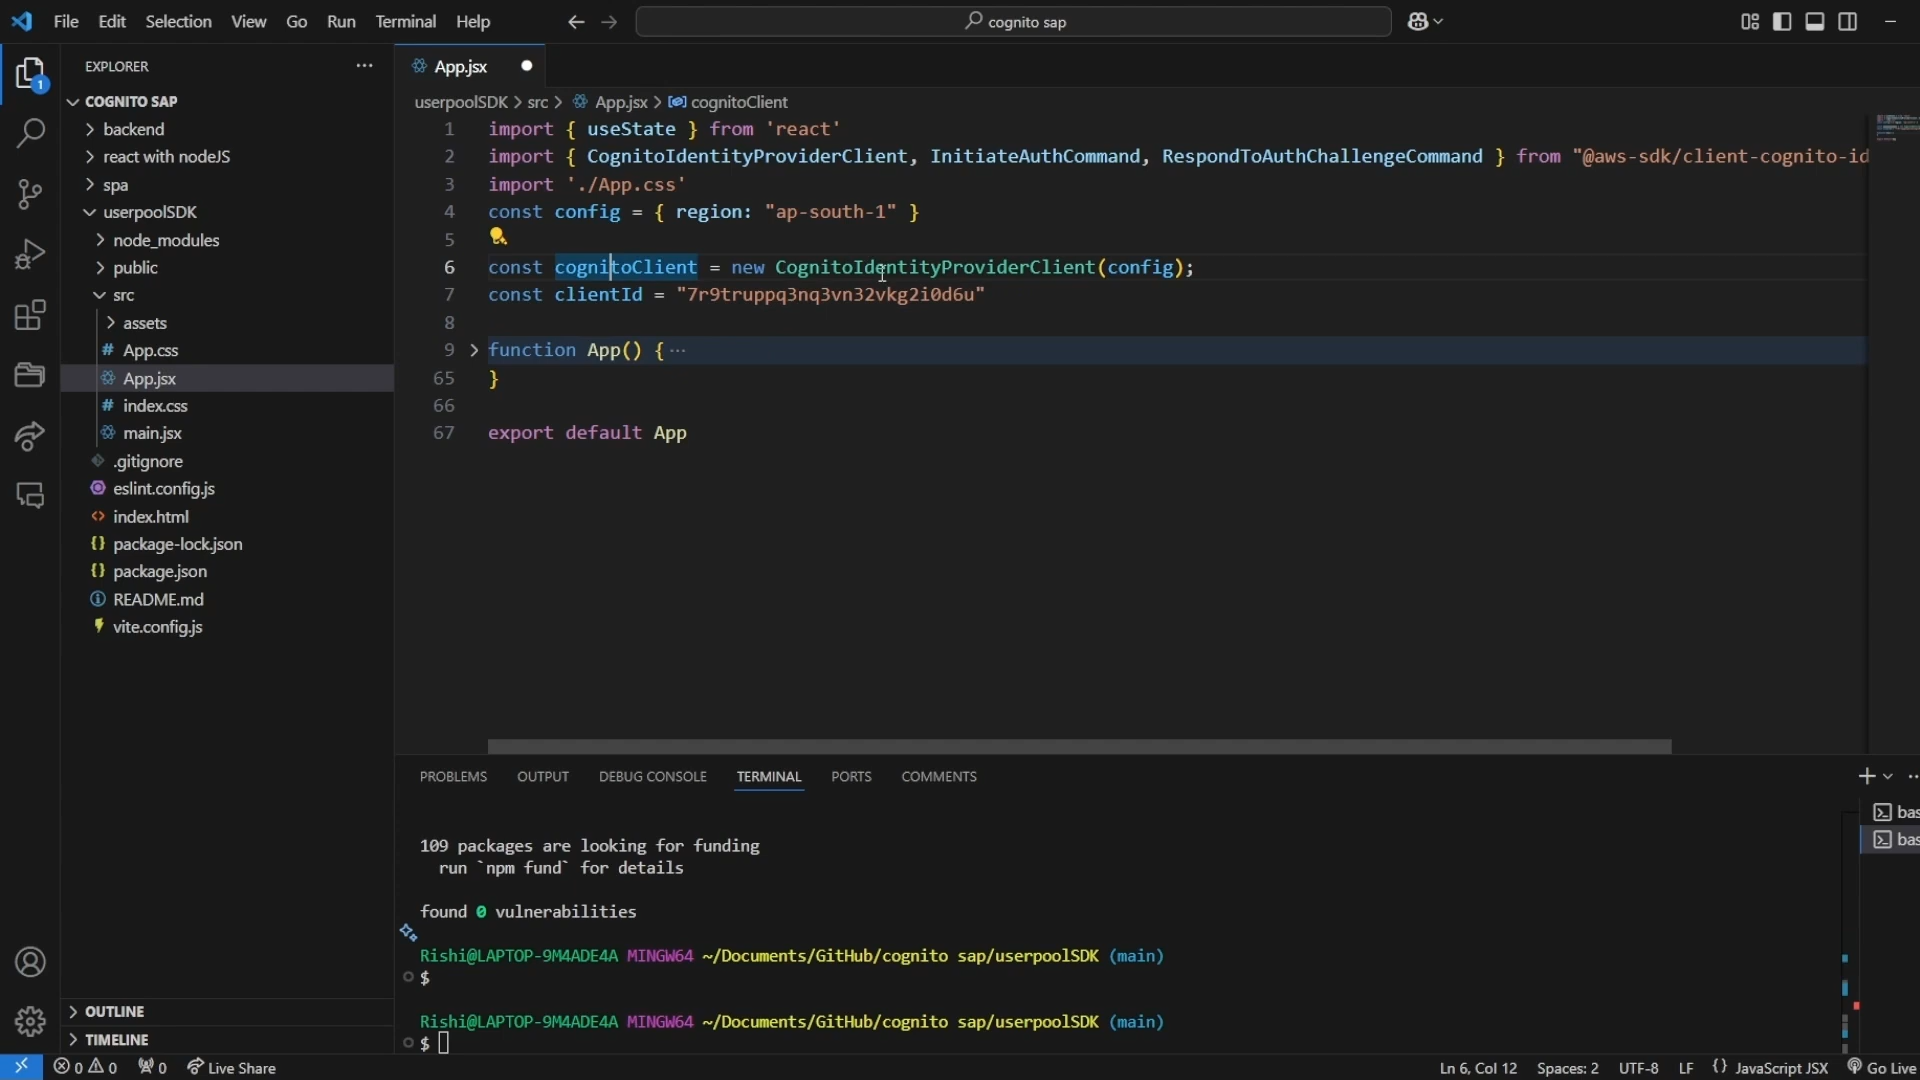 File Edit Selection View Go Run Terminal Help
cognito sap
EXPLORER
1
COGNITO SAP
backend
react with nodeJS
spa
userpoolSDK
node_modules
public
src
assets
App.css
App.jsx
index.css
main.jsx
.gitignore
eslint.config.js
index.html
package-lock.json
package.json
README.md
vite.config.js
OUTLINE
TIMELINE
App.jsx
userpoolSDK > src > App.jsx > cognitoClient
1 import { useState } from 'react'
2 import { CognitoIdentityProviderClient, InitiateAuthCommand, RespondToAuthChallengeCommand } from "@aws-sdk/client-cognito-id
3 import './App.css'
4 const config = { region: "ap-south-1" }
5
6 const cognitoClient = new CognitoIdentityProviderClient(config);
7 const clientId = "7r9truppq3nq3vn32vkg2i0d6u"
8
9 function App() { ···
65 }
66
67 export default App
PROBLEMS OUTPUT DEBUG CONSOLE TERMINAL PORTS COMMENTS
109 packages are looking for funding
run `npm fund` for details
found 0 vulnerabilities
Rishi@LAPTOP-9M4ADE4A MINGW64 ~/Documents/GitHub/cognito sap/userpoolSDK (main)
$
Rishi@LAPTOP-9M4ADE4A MINGW64 ~/Documents/GitHub/cognito sap/userpoolSDK (main)
$
bas
bas
0 0 0 Live Share
Ln 6, Col 12 Spaces: 2 UTF-8 LF {} JavaScript JSX Go Live